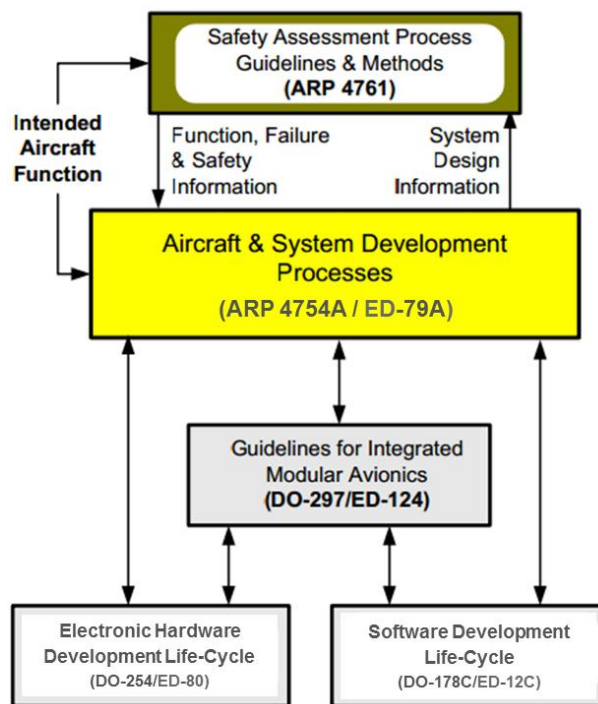 Safety Assessment Process
Guidelines & Methods
(ARP 4761)
Intended
Aircraft
Function
Function, Failure
& Safety
Information
System
Design
Information
Aircraft & System Development
Processes
(ARP 4754A / ED-79A)
Guidelines for Integrated
Modular Avionics
(DO-297/ED-124)
Electronic Hardware
Development Life-Cycle
(DO-254/ED-80)
Software Development
Life-Cycle
(DO-178C/ED-12C)